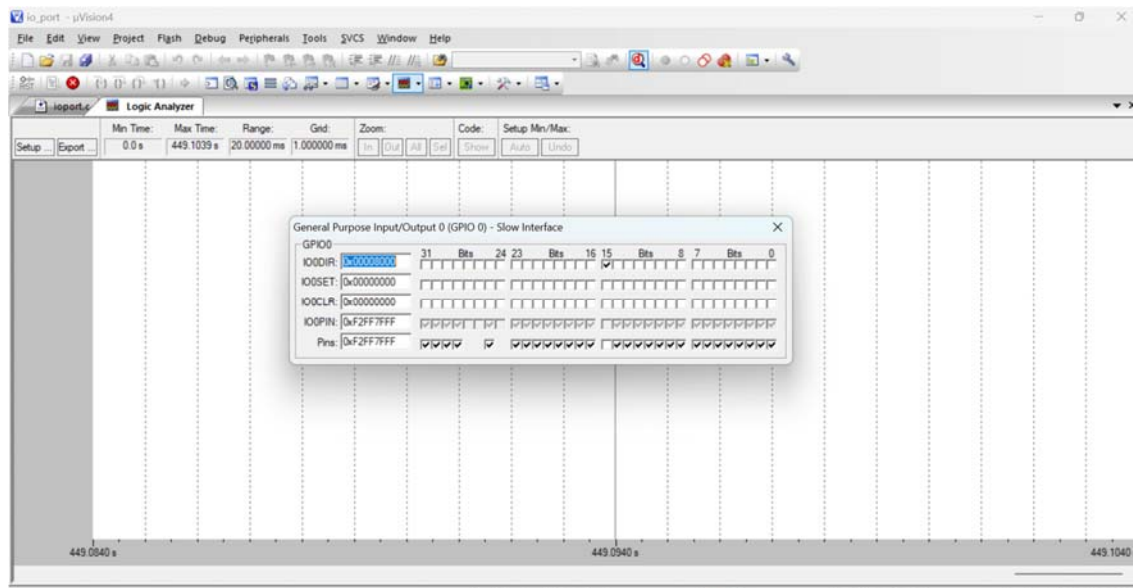 io_port - µVision4
File Edit View Project Flash Debug Peripherals Tools SVCS Window Help
ioport.c Logic Analyzer
Min Time: Max Time: Range: Grid: Zoom: Code: Setup Min/Max:
Setup ... Export ... 0.0 s 449.1039 s 20.00000 ms 1.000000 ms In Out All Sel Show Auto Undo
General Purpose Input/Output 0 (GPIO 0) - Slow Interface
GPIO0
31 Bits 24 23 Bits 16 15 Bits 8 7 Bits 0
IO0DIR: 0x00008000
IO0SET: 0x00000000
IO0CLR: 0x00000000
IO0PIN: 0xF2FF7FFF
Pins: 0xF2FF7FFF
449.0840 s 449.0940 s 449.1040